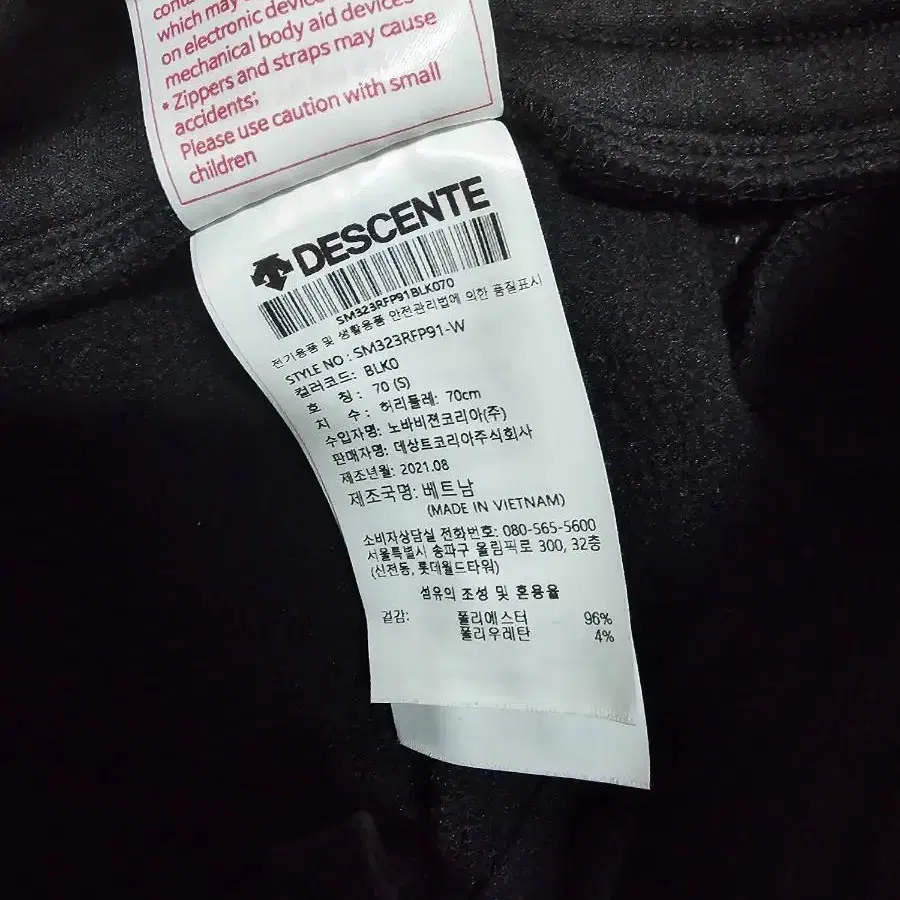 which may
on electronic device
mechanical body aid devices
• Zippers and straps may cause
accidents;
Please use caution with small
children
DESCENTE
SM323RFP91BLK070
전기용품 및 생활용품 안전관리법에 의한 품질표시
STYLE NO : SM323RFP91-W
컬러코드: BLK0
호 칭 : 70 (S)
치 수 : 허리둘레: 70cm
수입자명: 노바비젼코리아(주)
판매자명: 데상트코리아주식회사
제조년월: 2021.08
제조국명: 베트남
(MADE IN VIETNAM)
소비자상담실 전화번호: 080-565-5600
서울특별시 송파구 올림픽로 300, 32층
(신천동, 롯데월드타워)
섬유의 조성 및 혼용율
겉감: 폴리에스터 96%
폴리우레탄 4%